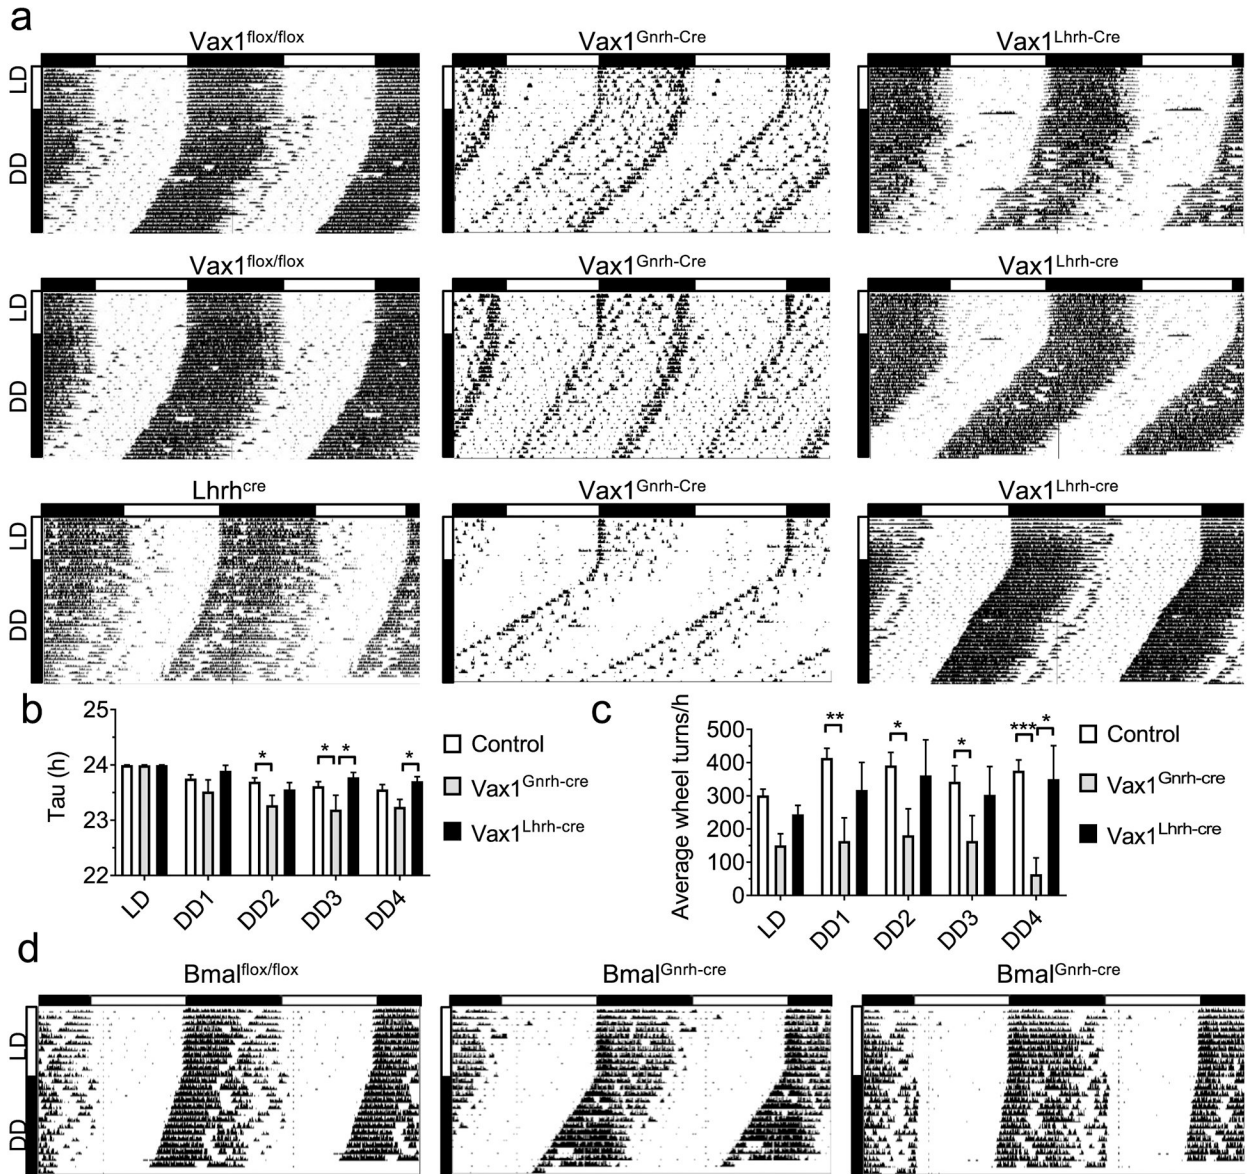 a
Vax1flox/flox
Vax1Gnrh-Cre
Vax1Lhrh-Cre
LD
DD
Vax1flox/flox
Vax1Gnrh-Cre
Vax1Lhrh-cre
LD
DD
Lhrhcre
Vax1Gnrh-Cre
Vax1Lhrh-cre
LD
DD
b
Tau (h)
25
24
23
22
*
* *
*
LD
DD1
DD2
DD3
DD4
Control
Vax1Gnrh-cre
Vax1Lhrh-cre
c
Average wheel turns/h
500
400
300
200
100
0
**
*
*
*** *
LD
DD1
DD2
DD3
DD4
Control
Vax1Gnrh-cre
Vax1Lhrh-cre
d
Bmalflox/flox
BmalGnrh-cre
BmalGnrh-cre
LD
DD